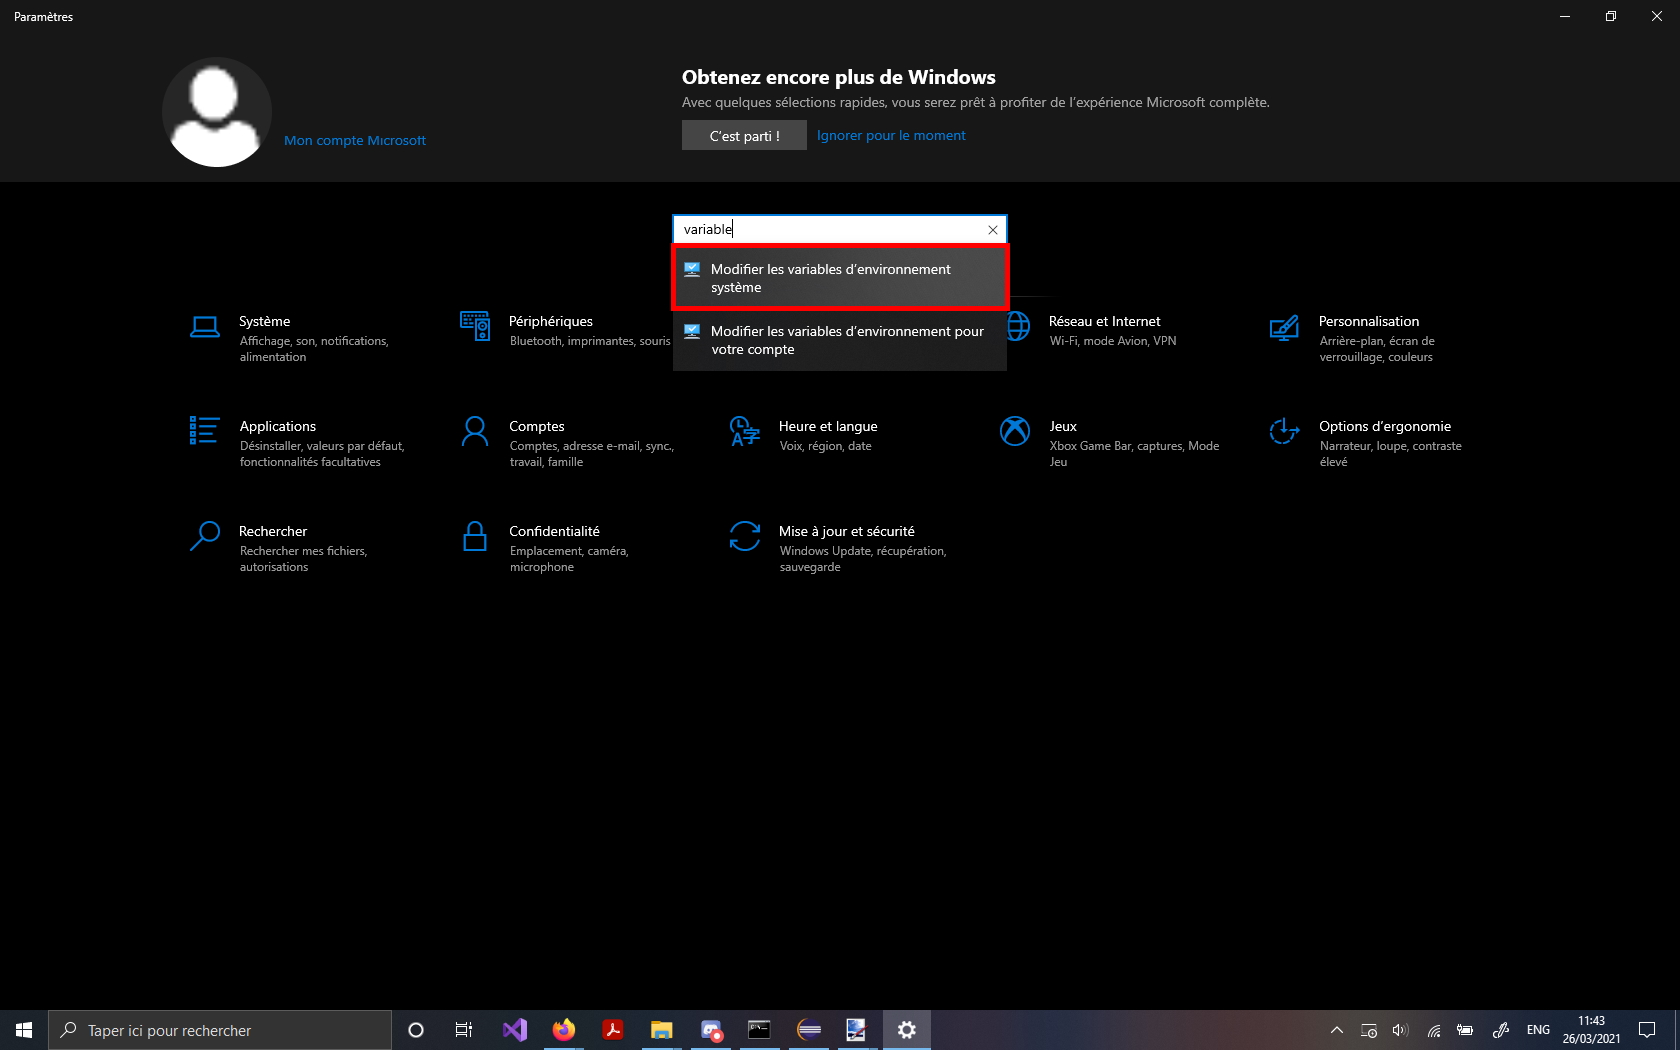 Paramètres
Obtenez encore plus de Windows
Avec quelques sélections rapides, vous serez prêt à profiter de l’expérience Microsoft complète.
Mon compte Microsoft
C’est parti !
Ignorer pour le moment
variable
Modifier les variables d’environnement
système
Modifier les variables d’environnement pour
votre compte
Système
Affichage, son, notifications,
alimentation
Périphériques
Bluetooth, imprimantes, souris
Réseau et Internet
Wi-Fi, mode Avion, VPN
Personnalisation
Arrière-plan, écran de
verrouillage, couleurs
Applications
Désinstaller, valeurs par défaut,
fonctionnalités facultatives
Comptes
Comptes, adresse e-mail, sync.,
travail, famille
Heure et langue
Voix, région, date
Jeux
Xbox Game Bar, captures, Mode
Jeu
Options d’ergonomie
Narrateur, loupe, contraste
élevé
Rechercher
Rechercher mes fichiers,
autorisations
Confidentialité
Emplacement, caméra,
microphone
Mise à jour et sécurité
Windows Update, récupération,
sauvegarde
Taper ici pour rechercher
ENG
11:43
26/03/2021